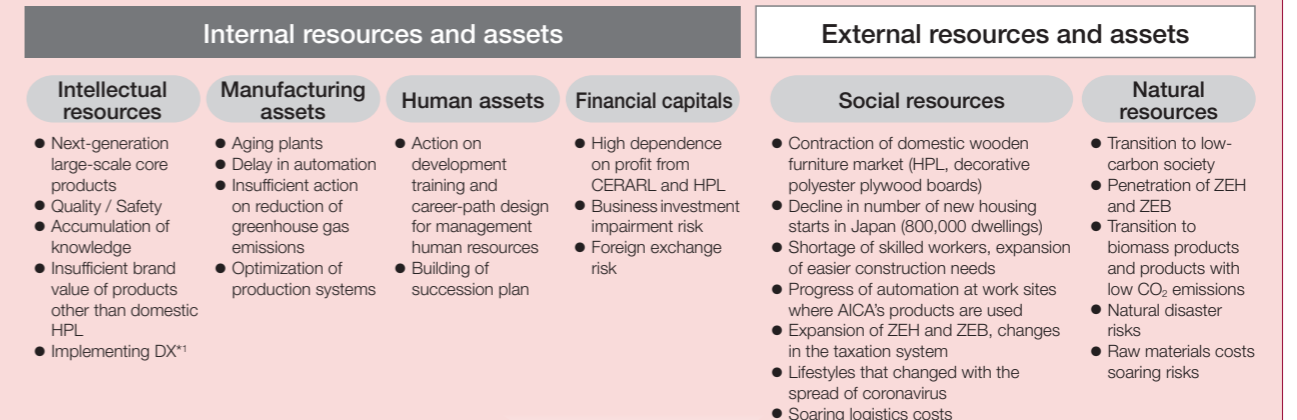 Internal resources and assets
External resources and assets
Intellectual
resources
● Next-generation
large-scale core
products
● Quality / Safety
● Accumulation of
knowledge
● Insufficient brand
value of products
other than domestic
HPL
● Implementing DX*1
Manufacturing
assets
● Aging plants
● Delay in automation
● Insufficient action
on reduction of
greenhouse gas
emissions
● Optimization of
production systems
Human assets
● Action on
development
training and
career-path design
for management
human resources
● Building of
succession plan
Financial capitals
● High dependence
on profit from
CERARL and HPL
● Business investment
impairment risk
● Foreign exchange
risk
Social resources
● Contraction of domestic wooden
furniture market (HPL, decorative
polyester plywood boards)
● Decline in number of new housing
starts in Japan (800,000 dwellings)
● Shortage of skilled workers, expansion
of easier construction needs
● Progress of automation at work sites
where AICA's products are used
● Expansion of ZEH and ZEB, changes
in the taxation system
● Lifestyles that changed with the
spread of coronavirus
● Soaring logistics costs
Natural
resources
● Transition to low-
carbon society
● Penetration of ZEH
and ZEB
● Transition to
biomass products
and products with
low CO₂ emissions
● Natural disaster
risks
● Raw materials costs
soaring risks